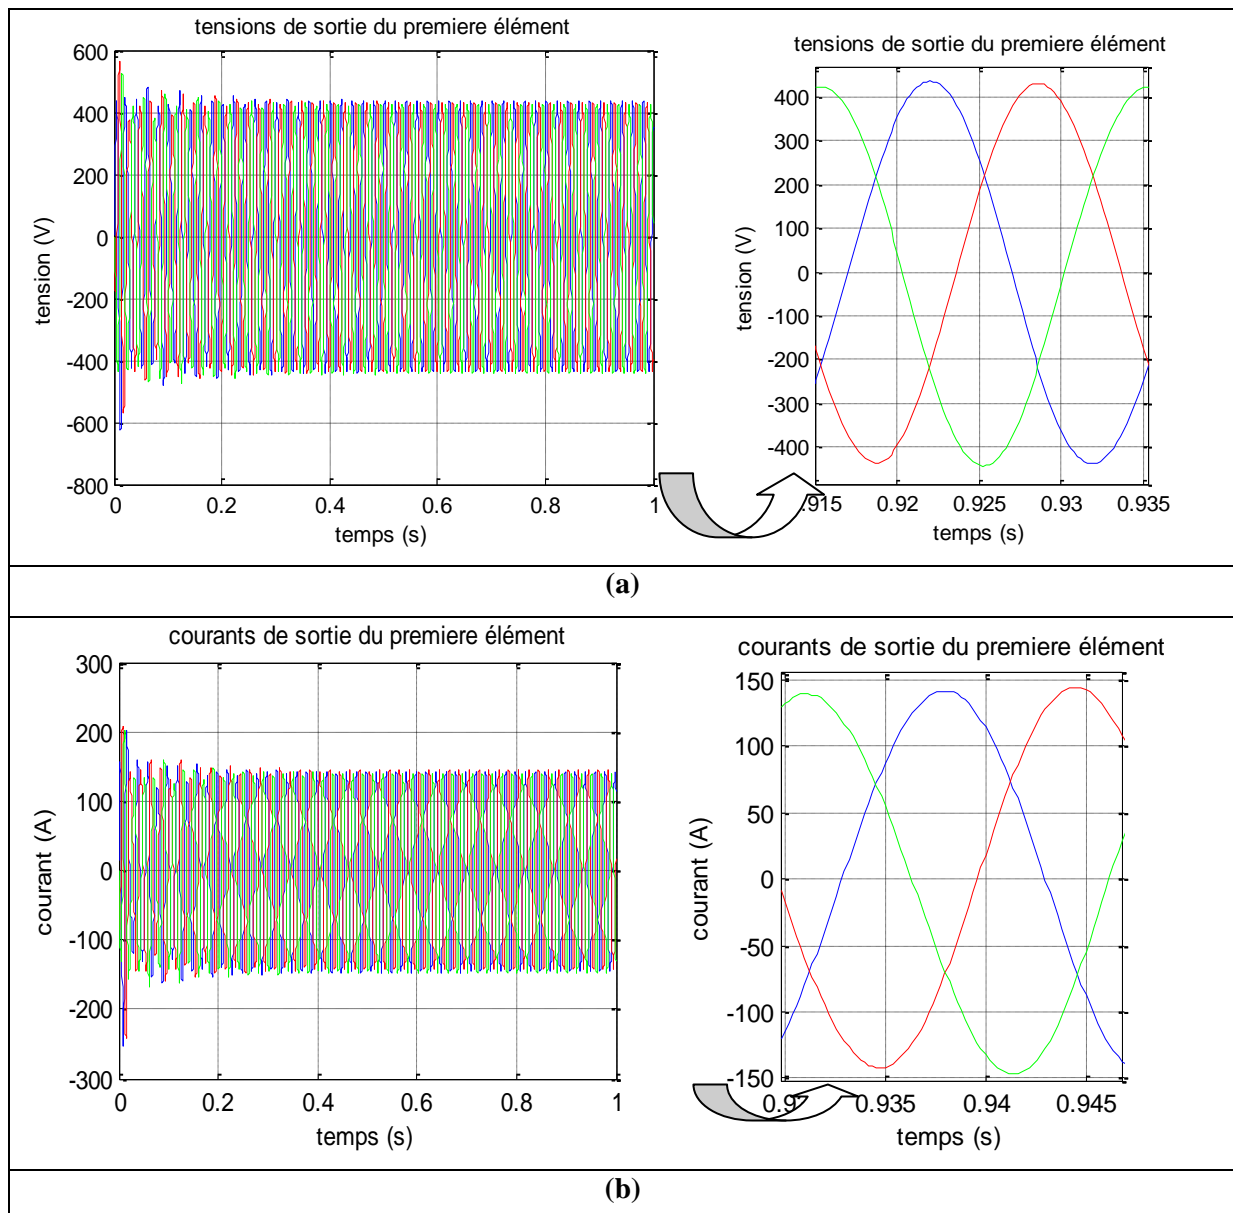 tensions de sortie du premiere élément
600
400
200
0
-200
-400
-600
-800
tension (V)
0 0.2 0.4 0.6 0.8 1
temps (s)
tensions de sortie du premiere élément
400
300
200
100
0
-100
-200
-300
-400
tension (V)
.915 0.92 0.925 0.93 0.935
temps (s)
(a)
courants de sortie du premiere élément
300
200
100
0
-100
-200
-300
courant (A)
0 0.2 0.4 0.6 0.8 1
temps (s)
courants de sortie du premiere élément
150
100
50
0
-50
-100
-150
courant (A)
0.935 0.94 0.945
temps (s)
(b)